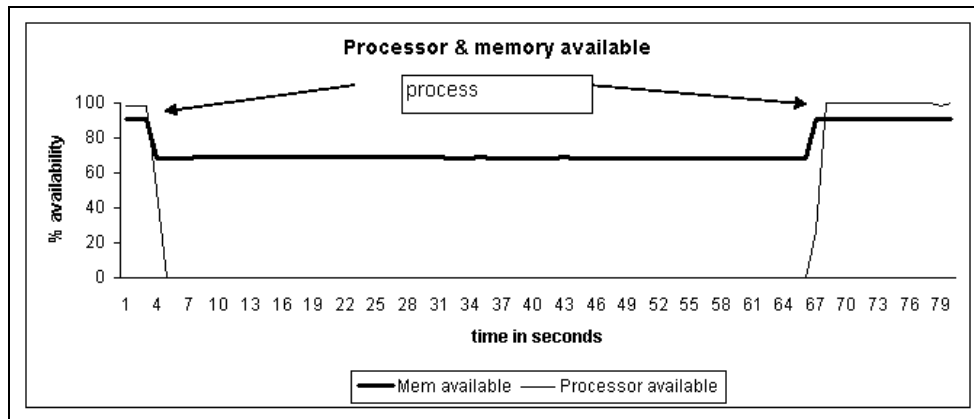 Processor & memory available
process
100
80
60
40
20
0
% availability
1 4 7 10 13 16 19 22 25 28 31 34 37 40 43 46 49 52 55 58 61 64 67 70 73 76 79
time in seconds
Mem available Processor available